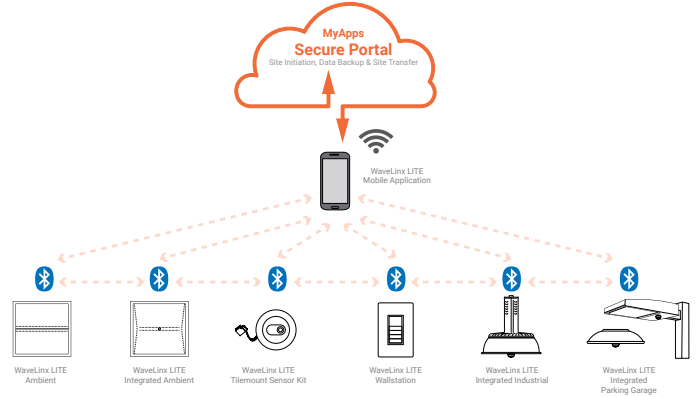 MyApps
Secure Portal
Site Initiation, Data Backup & Site Transfer
WaveLinx LITE
Mobile Application
WaveLinx LITE
Ambient
WaveLinx LITE
Integrated Ambient
WaveLinx LITE
Tilemount Sensor Kit
WaveLinx LITE
Wallstation
WaveLinx LITE
Integrated Industrial
WaveLinx LITE
Integrated
Parking Garage